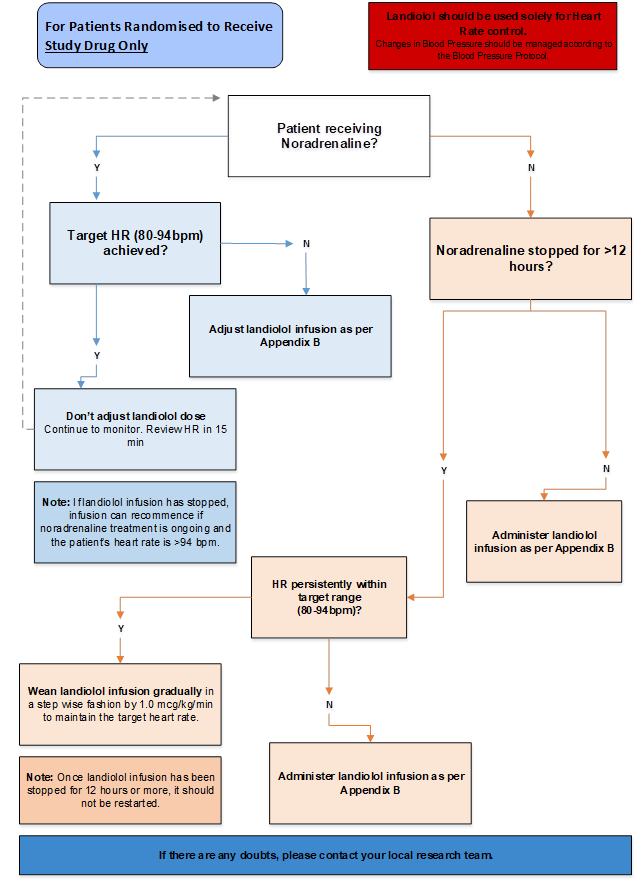 For Patients Randomised to Receive
Study Drug Only
Landiolol should be used solely for Heart
Rate control.
Changes in Blood Pressure should be managed according to
the Blood Pressure Protocol
Patient receiving
Noradrenaline?
Y
N
Target HR (80-94bpm)
achieved?
N
Noradrenaline stopped for >12
hours?
Adjust landiolol infusion as per
Appendix B
Y
Don't adjust landiolol dose
Continue to monitor. Review HR in 15
min
Y
N
Note: If landiolol infusion has stopped,
infusion can recommence if
noradrenaline treatment is ongoing and
the patient's heart rate is >94 bpm.
Administer landiolol
infusion as per Appendix B
HR persistently within
target range
(80-94bpm)?
Y
Wean landiolol infusion gradually in
a step wise fashion by 1.0 mcg/kg/min
to maintain the target heart rate.
N
Administer landiolol infusion as per
Appendix B
Note: Once landiolol infusion has been
stopped for 12 hours or more, it should
not be restarted.
If there are any doubts, please contact your local research team.